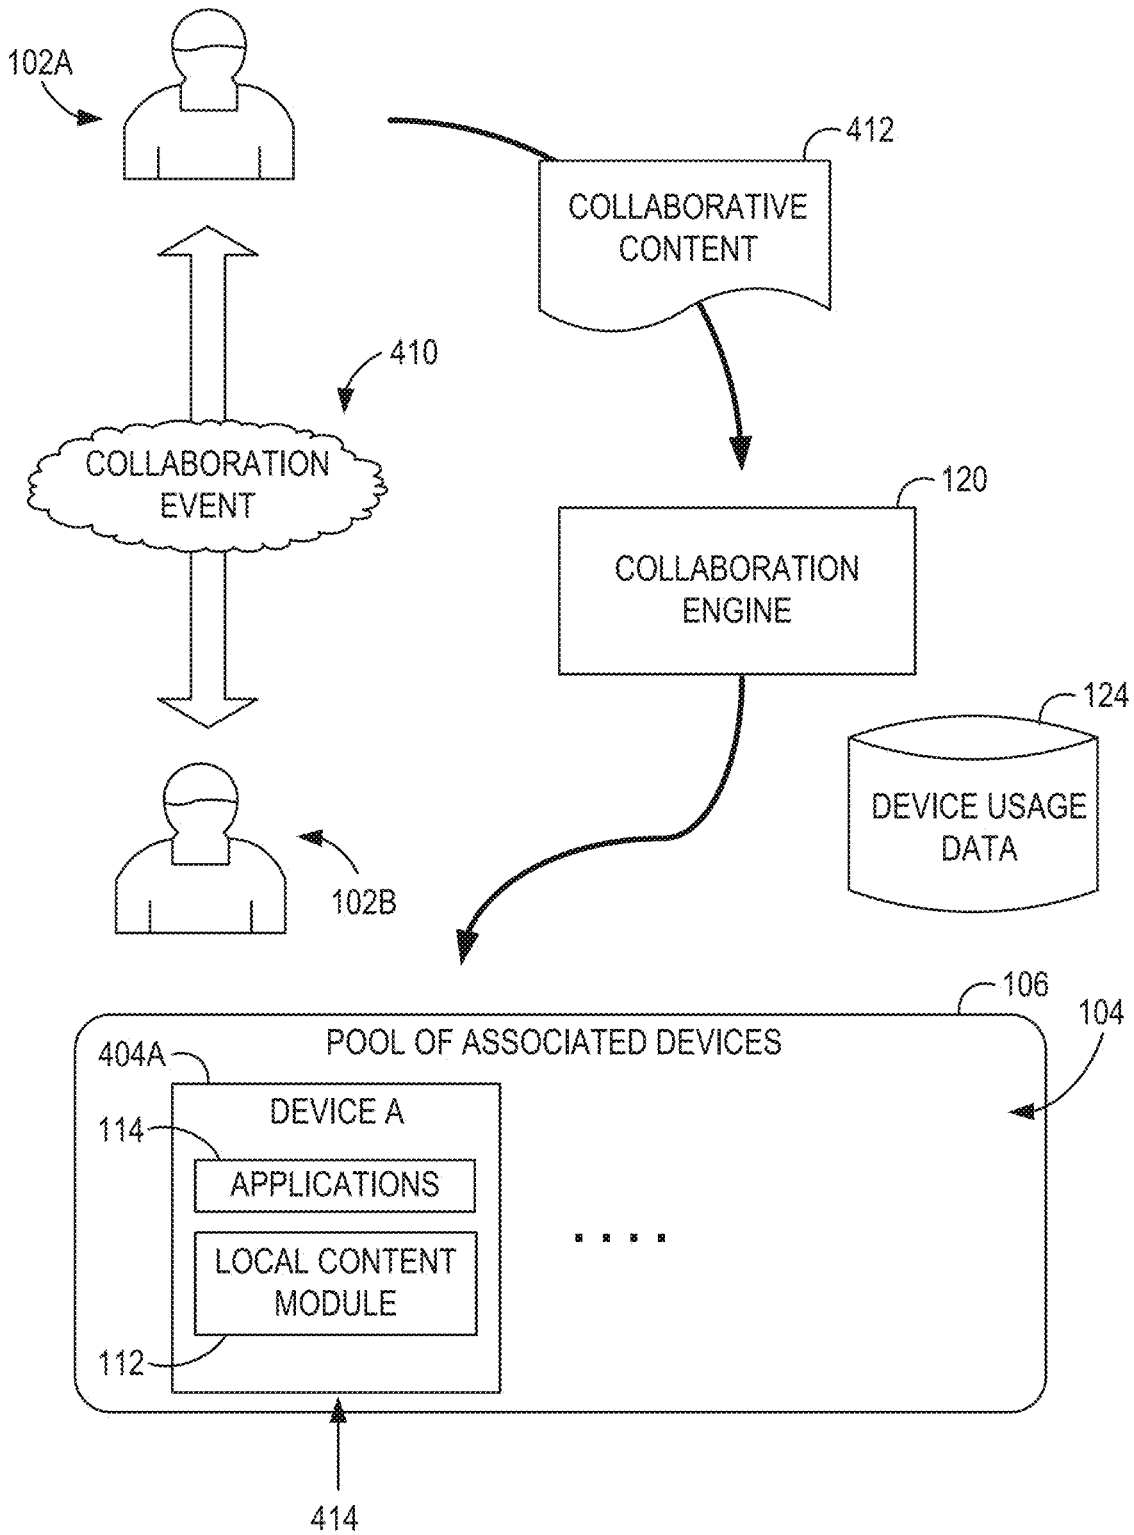 102A
412
COLLABORATIVE
CONTENT
410
COLLABORATION
EVENT
120
COLLABORATION
ENGINE
124
DEVICE USAGE
DATA
102B
106
104
POOL OF ASSOCIATED DEVICES
404A
DEVICE A
114
APPLICATIONS
LOCAL CONTENT
MODULE
112
414